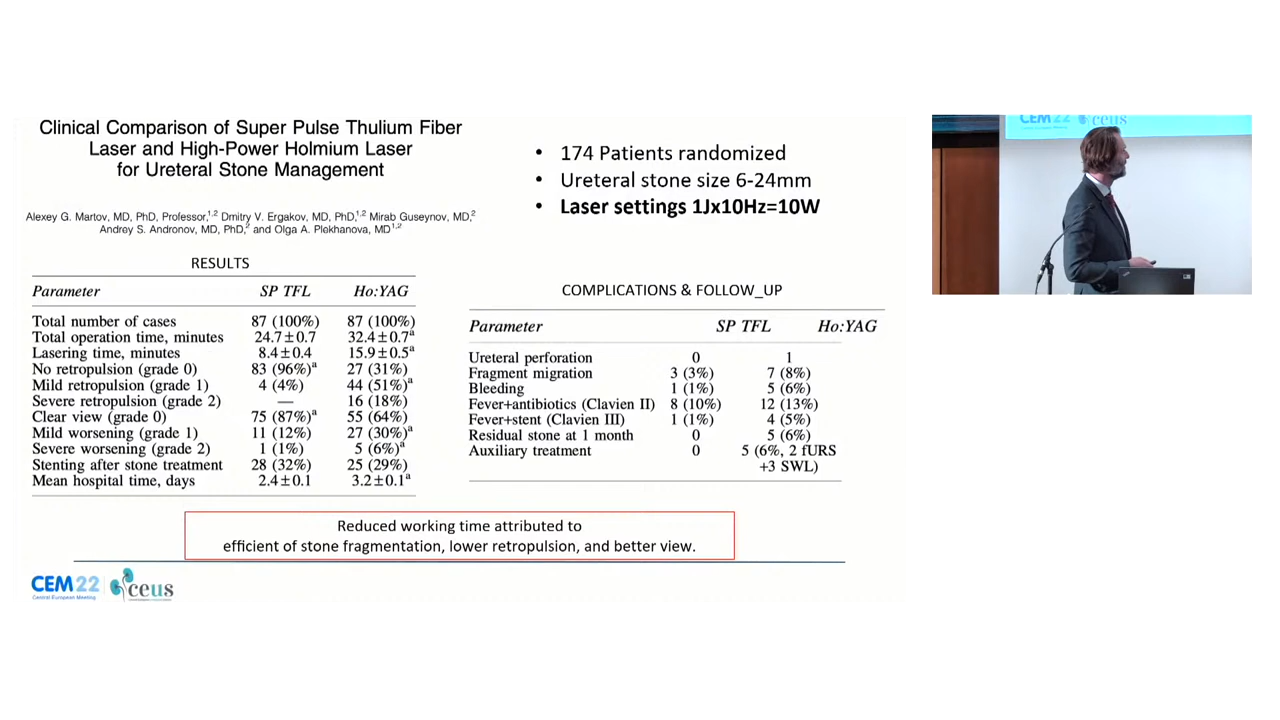 Clinical Comparison of Super Pulse Thulium Fiber
Laser and High-Power Holmium Laser
for Ureteral Stone Management
Alexey G. Martov, MD, PhD, Professor,1,2 Dmitry V. Ergakov, MD, PhD,1,2 Mirab Guseynov, MD,2
Andrey S. Andronov, MD, PhD,2 and Olga A. Plekhanova, MD1,2
• 174 Patients randomized
• Ureteral stone size 6-24mm
• Laser settings 1Jx10Hz=10W
RESULTS
Parameter SP TFL Ho:YAG
Total number of cases 87 (100%) 87 (100%)
Total operation time, minutes 24.7±0.7 32.4±0.7a
Lasering time, minutes 8.4±0.4 15.9±0.5a
No retropulsion (grade 0) 83 (96%)a 27 (31%)
Mild retropulsion (grade 1) 4 (4%) 44 (51%)a
Severe retropulsion (grade 2) — 16 (18%)
Clear view (grade 0) 75 (87%)a 55 (64%)
Mild worsening (grade 1) 11 (12%) 27 (30%)a
Severe worsening (grade 2) 1 (1%) 5 (6%)a
Stenting after stone treatment 28 (32%) 25 (29%)
Mean hospital time, days 2.4±0.1 3.2±0.1a
COMPLICATIONS & FOLLOW_UP
Parameter SP TFL Ho:YAG
Ureteral perforation 0 1
Fragment migration 3 (3%) 7 (8%)
Bleeding 1 (1%) 5 (6%)
Fever+antibiotics (Clavien II) 8 (10%) 12 (13%)
Fever+stent (Clavien III) 1 (1%) 4 (5%)
Residual stone at 1 month 0 5 (6%)
Auxiliary treatment 0 5 (6%, 2 fURS
+3 SWL)
Reduced working time attributed to
efficient of stone fragmentation, lower retropulsion, and better view.
CEM22 ceus
Central European Meeting
CEM22 ceus